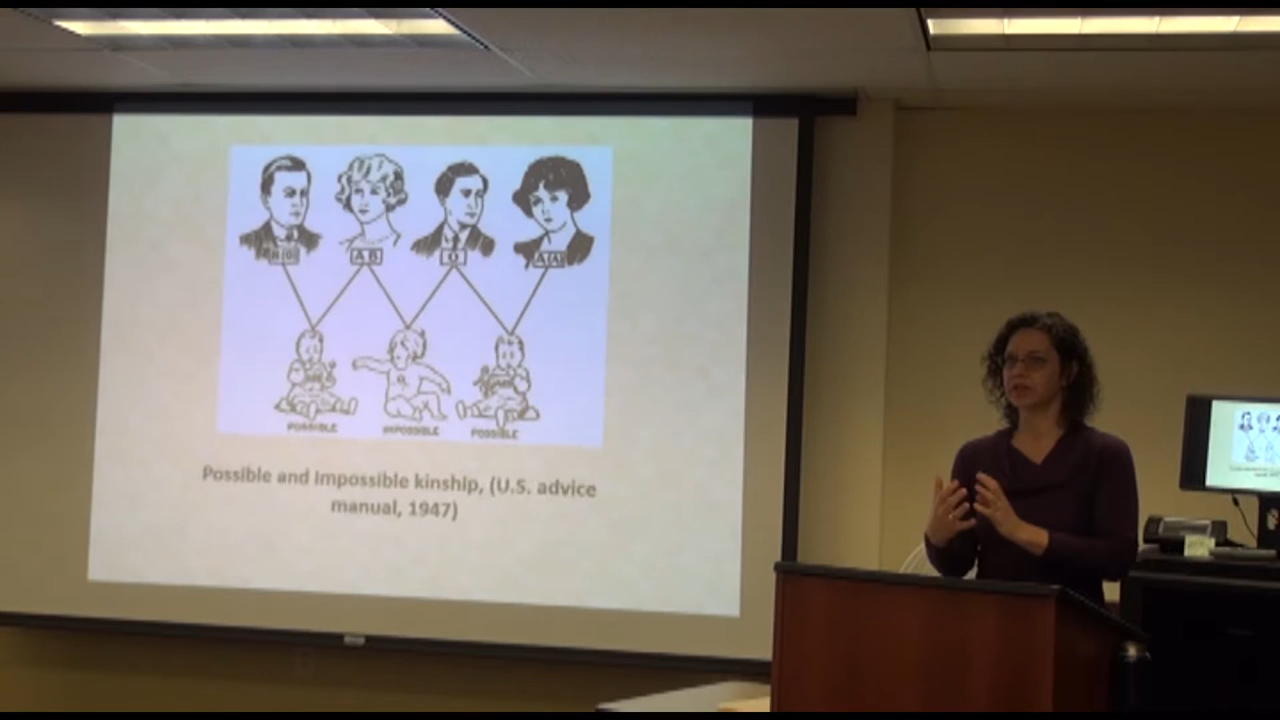 A B
O
A(A)
POSSIBLE
IMPOSSIBLE
POSSIBLE
Possible and Impossible kinship, (U.S. advice
manual, 1947)